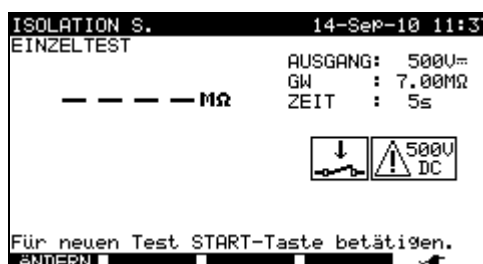 ISOLATION S. 14-Sep-10 11:37
EINZELTEST
AUSGANG: 500V⎓
GW : 7.00MΩ
– – – – MΩ
ZEIT : 5s
500V
DC
Für neuen Test START-Taste betätigen.
ÄNDERN